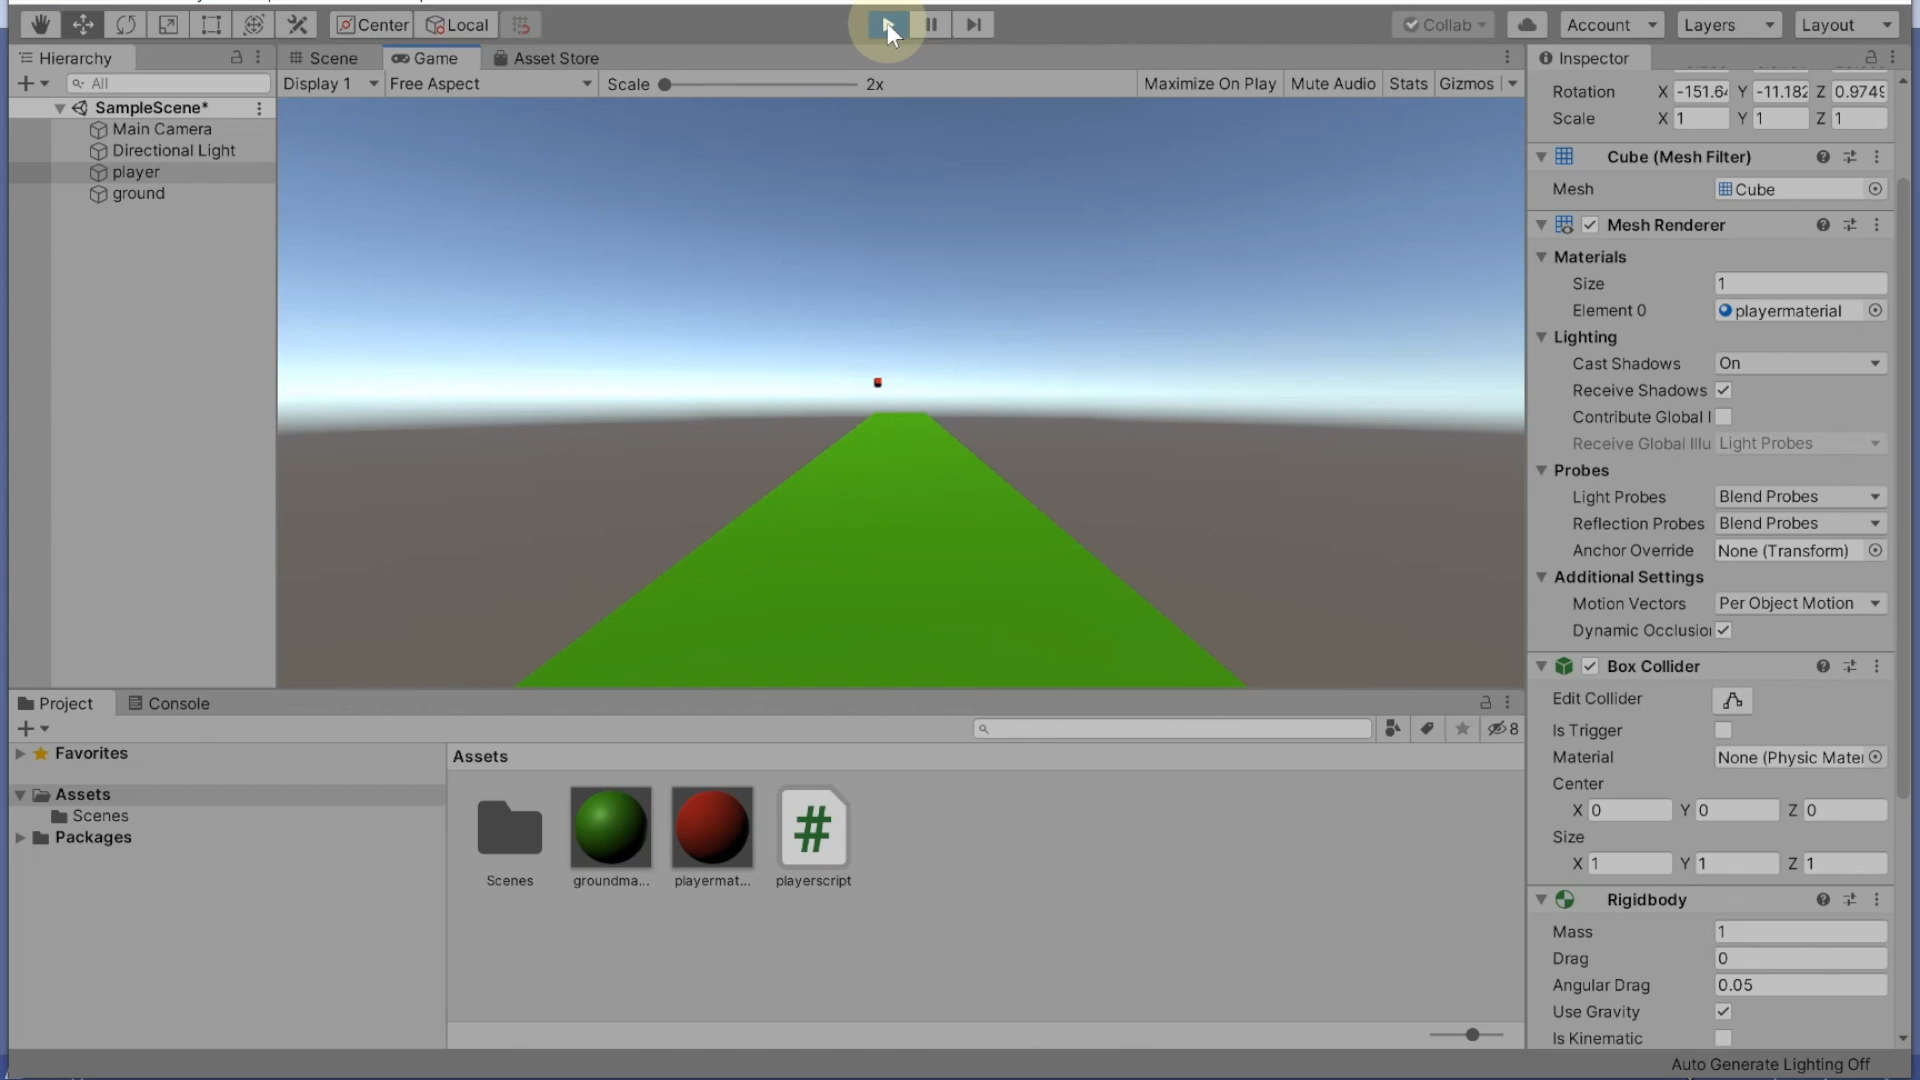 Center
Local
Collab
Account
Layers
Layout
Hierarchy
Scene
Game
Asset Store
Inspector
All
Display 1
Free Aspect
Scale
2x
Maximize On Play
Mute Audio
Stats
Gizmos
Rotation X -151.64 Y -11.182 Z 0.9749
Scale X 1 Y 1 Z 1
SampleScene*
Main Camera
Directional Light
player
ground
Cube (Mesh Filter)
Mesh Cube
Mesh Renderer
Materials
Size 1
Element 0 playermaterial
Lighting
Cast Shadows On
Receive Shadows
Contribute Global I
Receive Global Illu Light Probes
Probes
Light Probes Blend Probes
Reflection Probes Blend Probes
Anchor Override None (Transform)
Additional Settings
Motion Vectors Per Object Motion
Dynamic Occlusion
Box Collider
Edit Collider
Is Trigger
Material None (Physic Mater
Center
X 0 Y 0 Z 0
Size
X 1 Y 1 Z 1
Rigidbody
Mass 1
Drag 0
Angular Drag 0.05
Use Gravity
Is Kinematic
Project
Console
8
Favorites
Assets
Scenes
Packages
Assets
Scenes
groundma...
playermat...
#
playerscript
Auto Generate Lighting Off